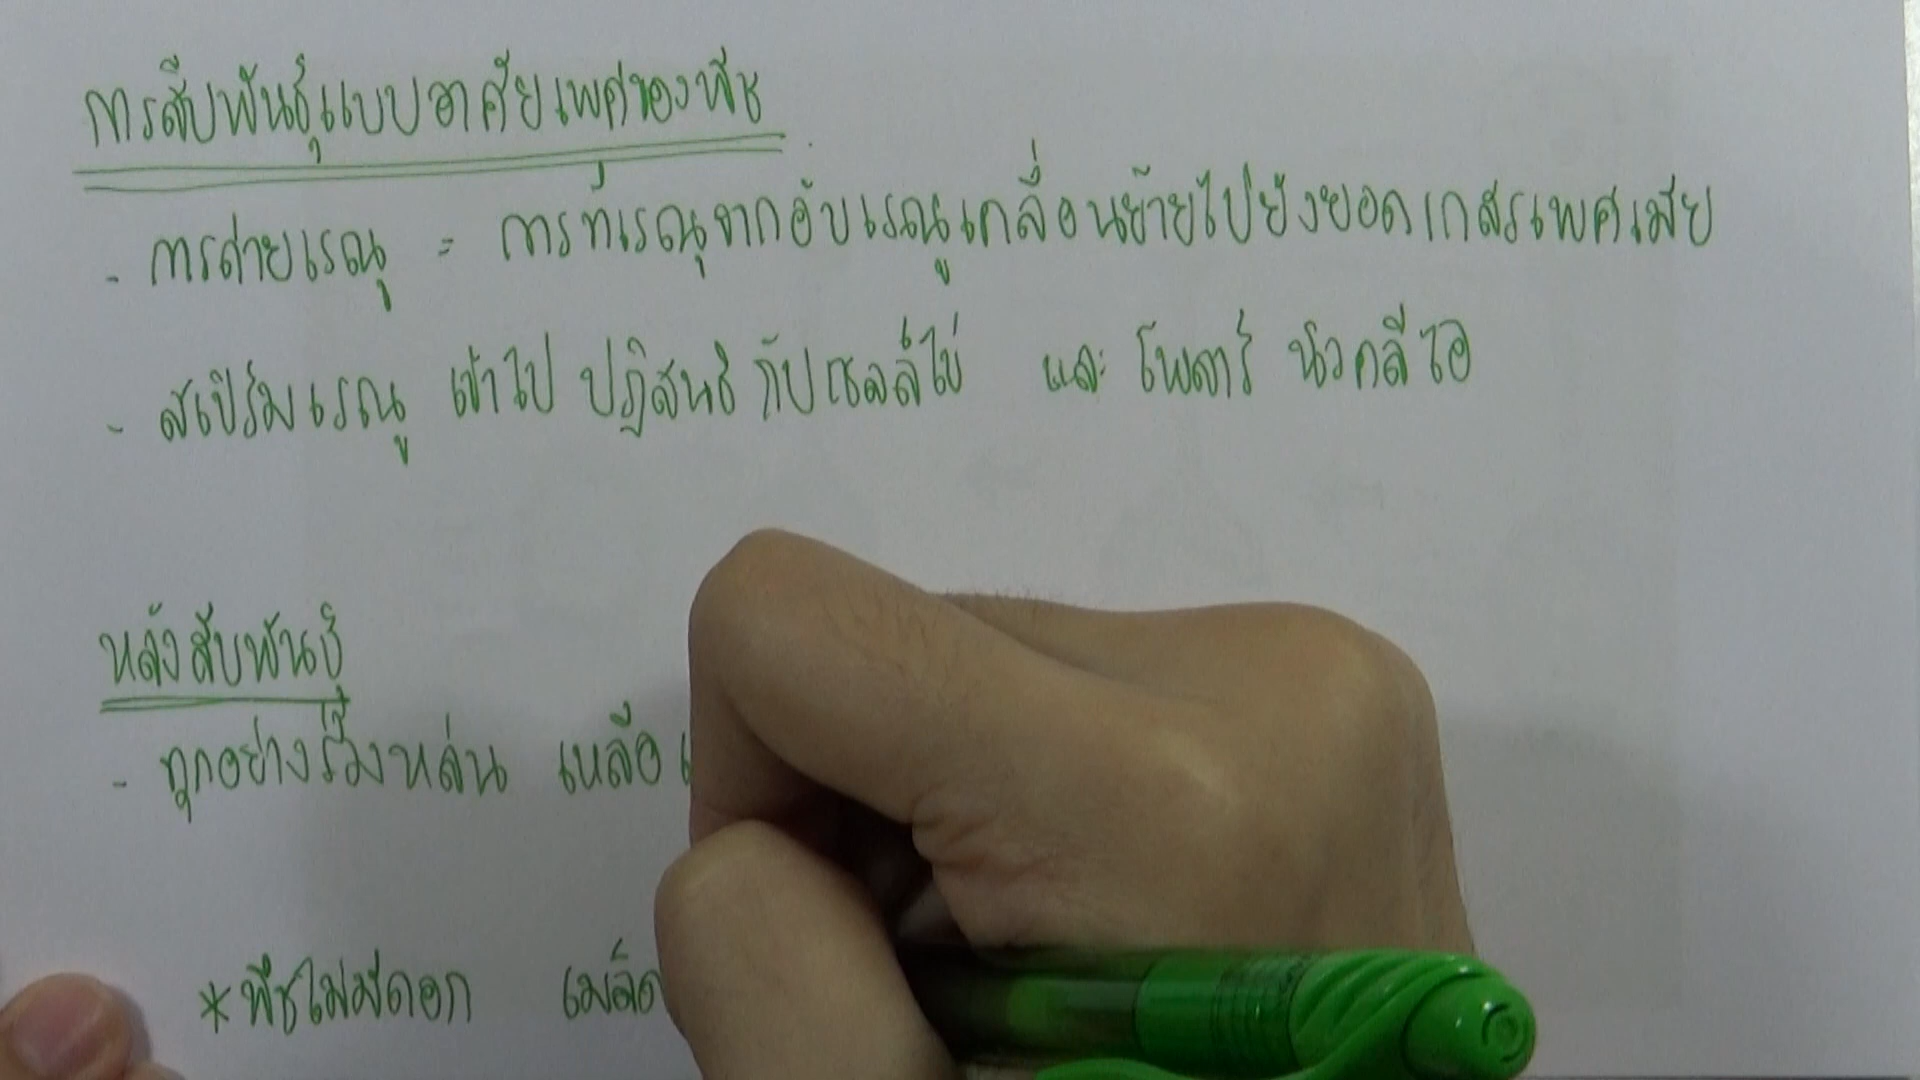 การสืบพันธุ์แบบอาศัยเพศของพืช
- การถ่ายเรณู = การที่เรณูจากอับเรณูเคลื่อนย้ายไปยังยอดเกสรเพศเมีย
- สเปิร์มเรณู เข้าไป ปฏิสนธิ กับเซลล์ไข่ และ โพลาร์ นิวคลีไอ
หลังสืบพันธุ์
- ทุกอย่างร่วงหล่น เหลือ
* พืชไม่มีดอก เมล็ด